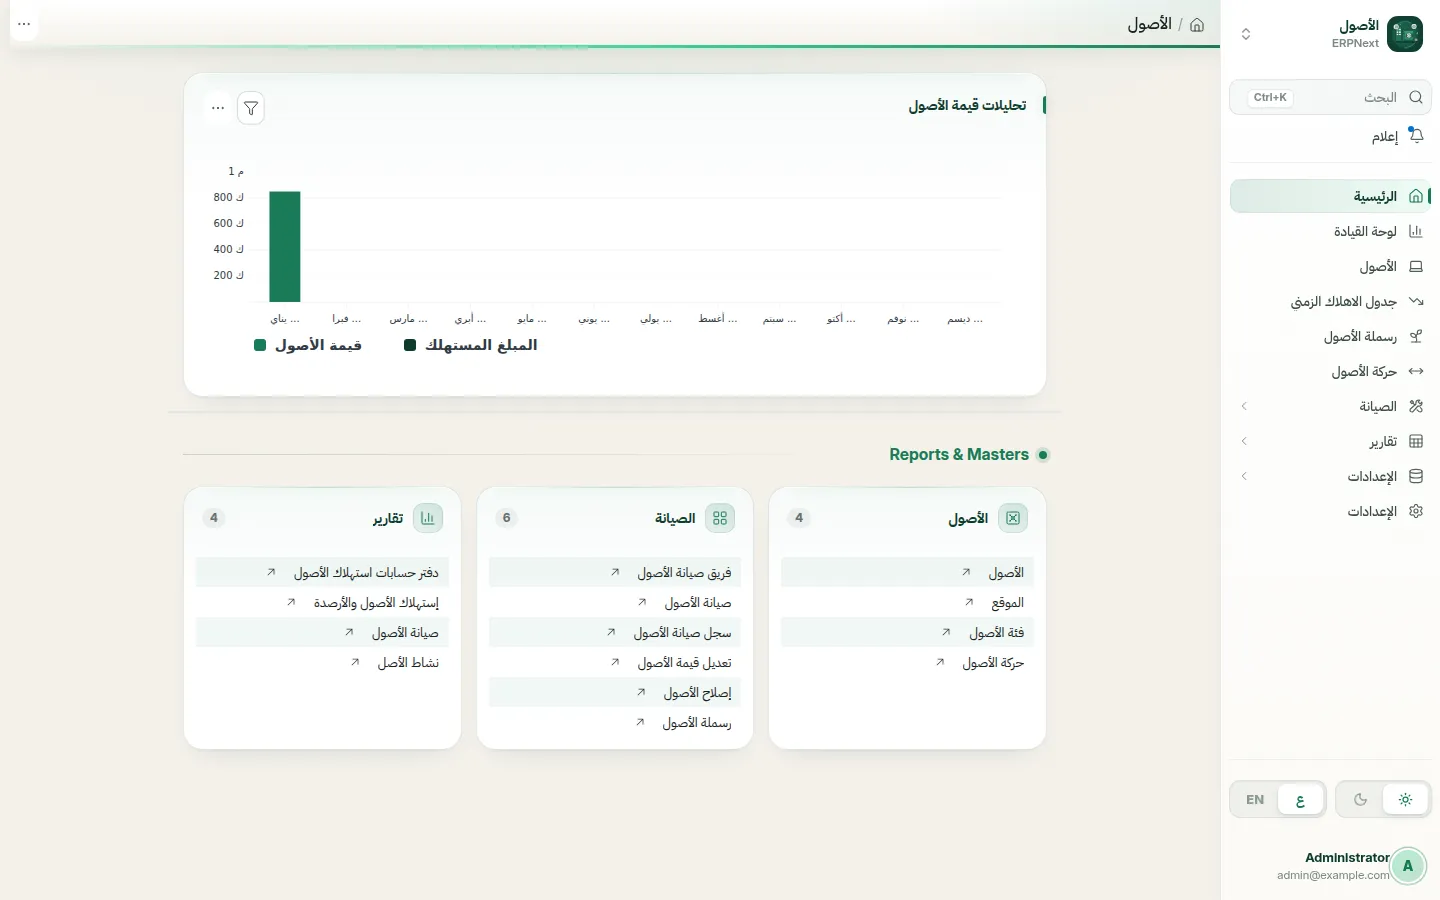 الأصول
ERPNext
البحث
Ctrl+K
إعلام
الرئيسية
لوحة القيادة
الأصول
جدول الاهلاك الزمني
رسملة الأصول
حركة الأصول
الصيانة
تقارير
الإعدادات
الإعدادات
ع
EN
Administrator
admin@example.com
A
/ الأصول
تحليلات قيمة الأصول
1 م
800 ك
600 ك
400 ك
200 ك
يناي ...
فبرا ...
مارس ...
أبري ...
مايو ...
يوني ...
يولي ...
أغسط ...
سبتم ...
أكتو ...
نوفم ...
ديسم ...
قيمة الأصول
المبلغ المستهلك
Reports & Masters
الأصول
4
الأصول
الموقع
فئة الأصول
حركة الأصول
الصيانة
6
فريق صيانة الأصول
صيانة الأصول
سجل صيانة الأصول
تعديل قيمة الأصول
إصلاح الأصول
رسملة الأصول
تقارير
4
دفتر حسابات استهلاك الأصول
إستهلاك الأصول والأرصدة
صيانة الأصول
نشاط الأصل